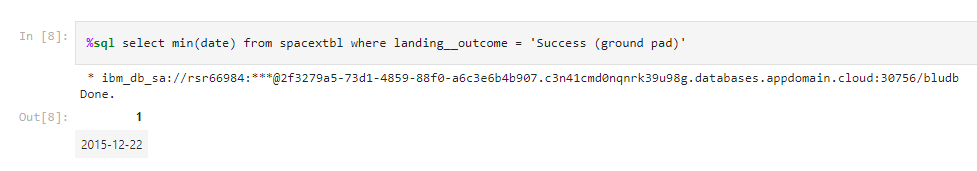 In [8]: %sql select min(date) from spacextbl where landing__outcome = 'Success (ground pad)'
* ibm_db_sa://rsr66984:***@2f3279a5-73d1-4859-88f0-a6c3e6b4b907.c3n41cmd0nqnrk39u98g.databases.appdomain.cloud:30756/bludb
Done.
Out[8]: 1
2015-12-22